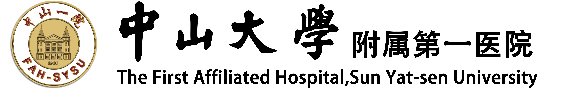 中山一院
FAH-SYSU
1910
中山大學 附属第一医院
The First Affiliated Hospital,Sun Yat-sen University